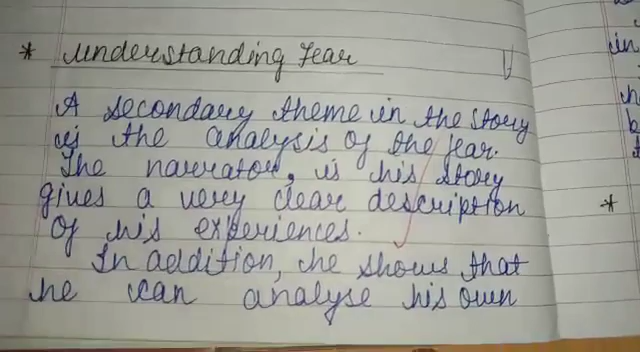 * Understanding Fear
A secondary theme in the story
is the analysis of the fear.
The narrator, is his story
gives a very clear description
of his experiences.
In addition, he shows that
he can analyse his own
in
*